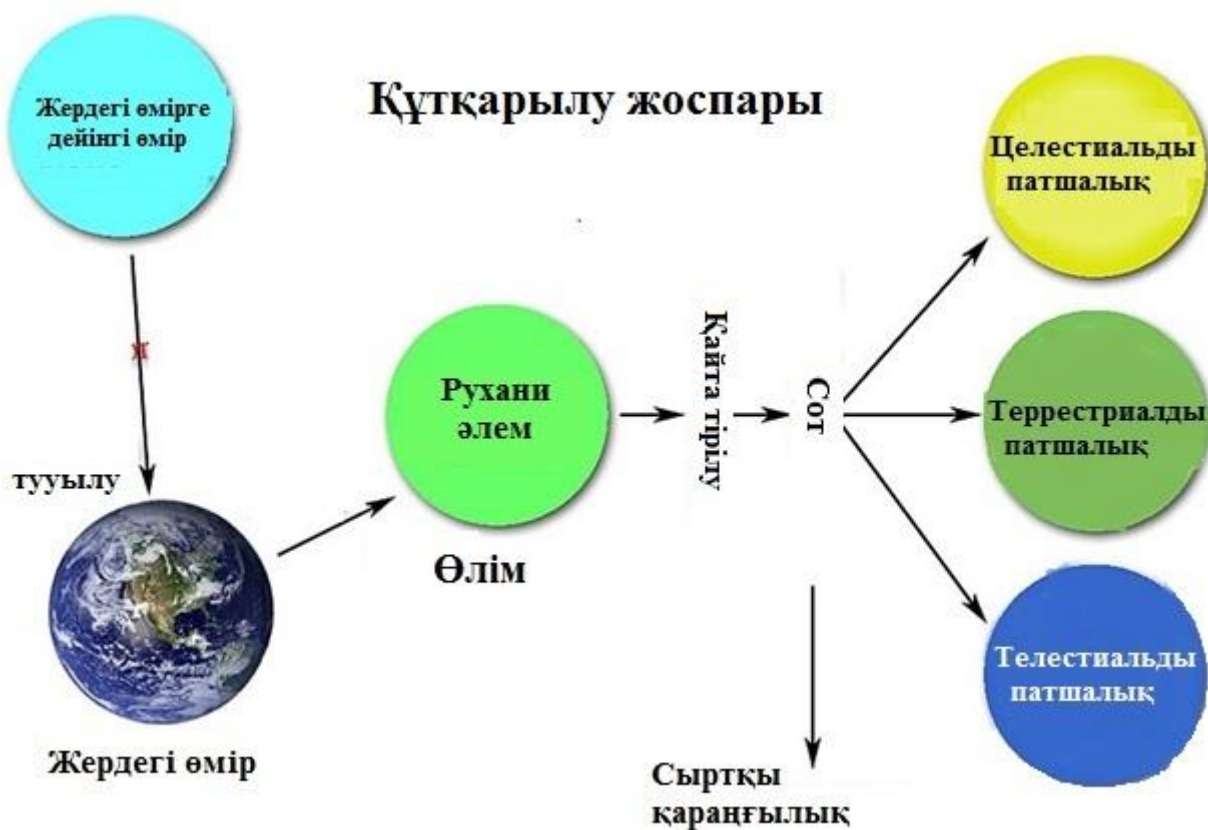 Құтқарылу жоспары
Жердегі өмірге
дейінгі өмір
тууылу
Жердегі өмір
Рухани
әлем
Өлім
Қайта тірілу
Сот
Сыртқы
қараңғылық
Целестиальды
патшалық
Террестриалды
патшалық
Телестиальды
патшалық